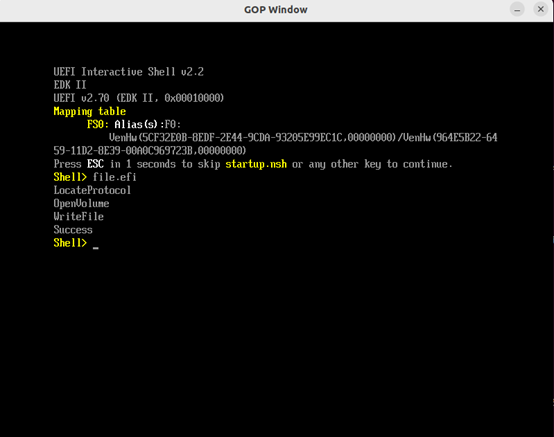 GOP Window
UEFI Interactive Shell v2.2
EDK II
UEFI v2.70 (EDK II, 0x00010000)
Mapping table
FS0: Alias(s):F0:
VenHw(5CF32E0B-8EDF-2E44-9CDA-93205E99EC1C,00000000)/VenHw(964E5B22-64
59-11D2-8E39-00A0C969723B,00000000)
Press ESC in 1 seconds to skip startup.nsh or any other key to continue.
Shell> file.efi
LocateProtocol
OpenVolume
WriteFile
Success
Shell> _